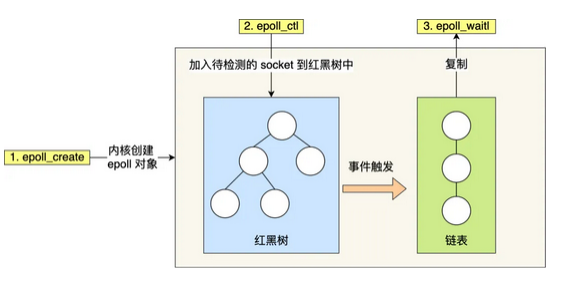 2. epoll_ctl
3. epoll_waitl
加入待检测的 socket 到红黑树中
复制
1. epoll_create
内核创建
epoll 对象
事件触发
红黑树
链表